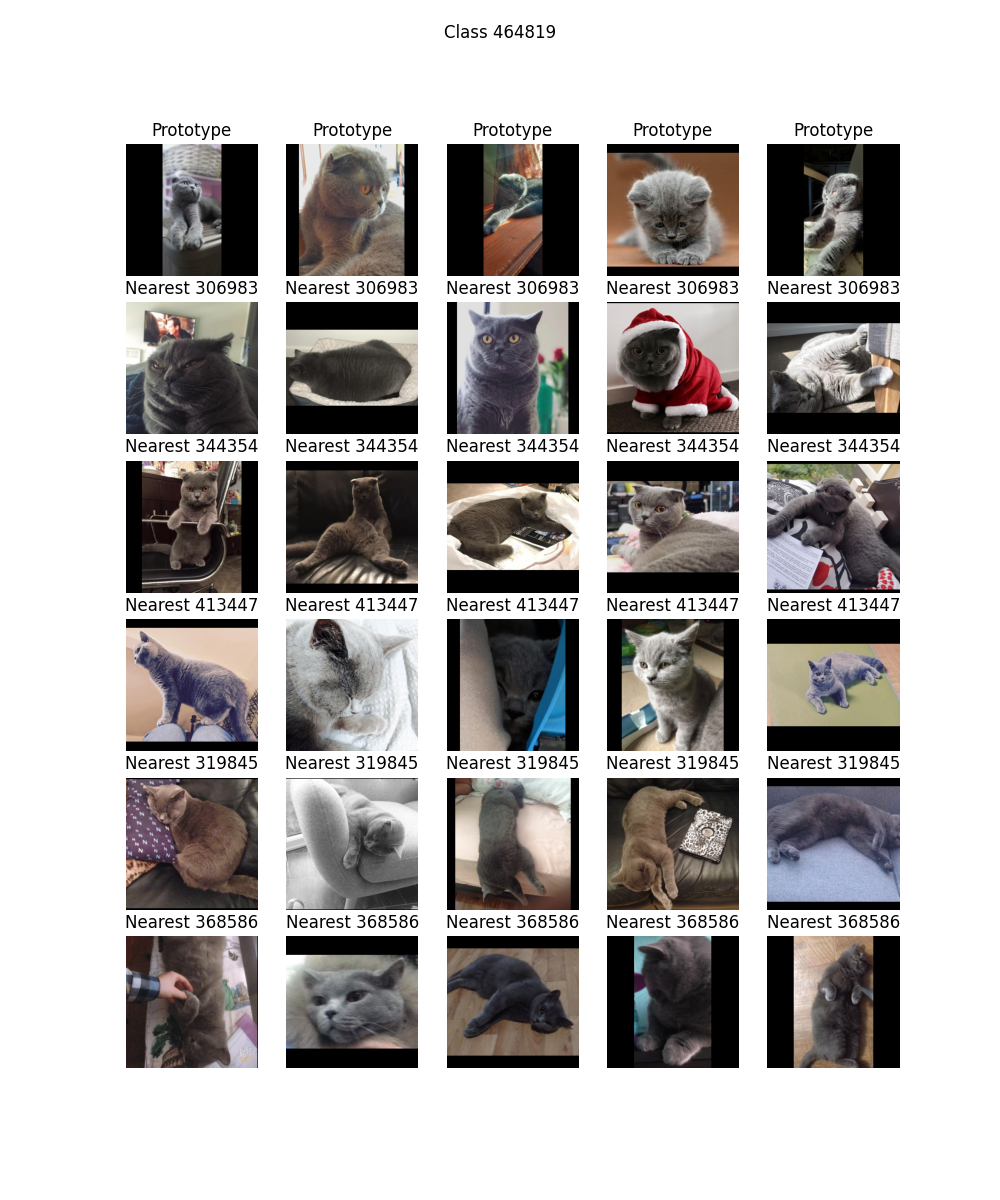 Class 464819
Prototype Prototype Prototype Prototype Prototype
Nearest 306983 Nearest 306983 Nearest 306983 Nearest 306983 Nearest 306983
Nearest 344354 Nearest 344354 Nearest 344354 Nearest 344354 Nearest 344354
Nearest 413447 Nearest 413447 Nearest 413447 Nearest 413447 Nearest 413447
Nearest 319845 Nearest 319845 Nearest 319845 Nearest 319845 Nearest 319845
Nearest 368586 Nearest 368586 Nearest 368586 Nearest 368586 Nearest 368586